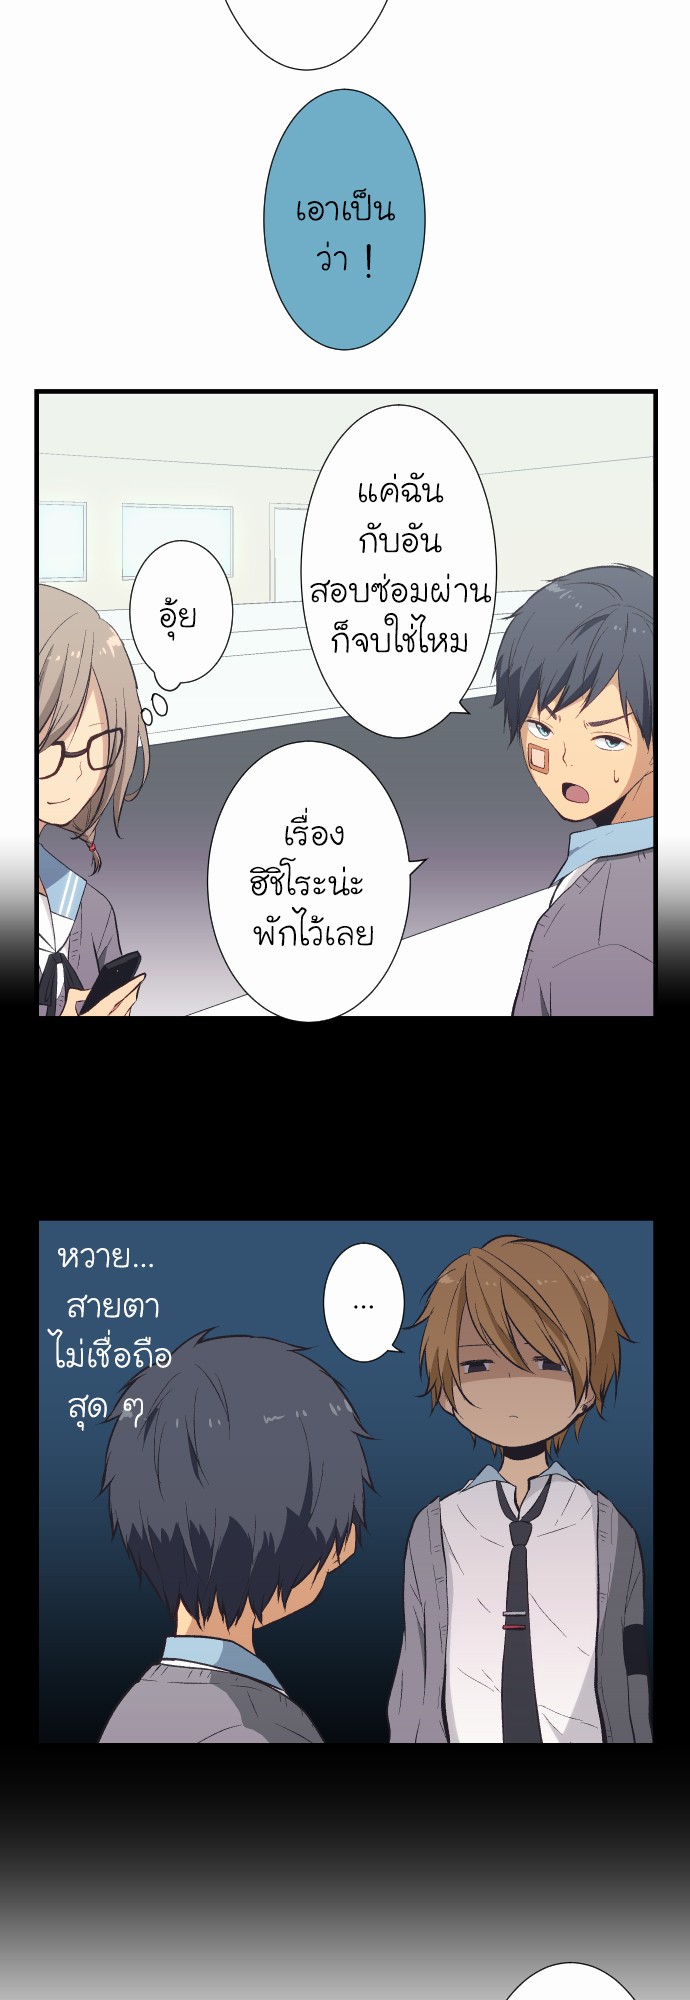 เอาเป็น
ว่า !
แค่ฉัน
กับอัน
สอบซ่อมผ่าน
ก็จบใช่ไหม
อุ้ย
เรื่อง
ฮิชิโระน่ะ
พักไว้เลย
หวาย...
สายตา
ไม่เชื่อถือ
สุด ๆ
...